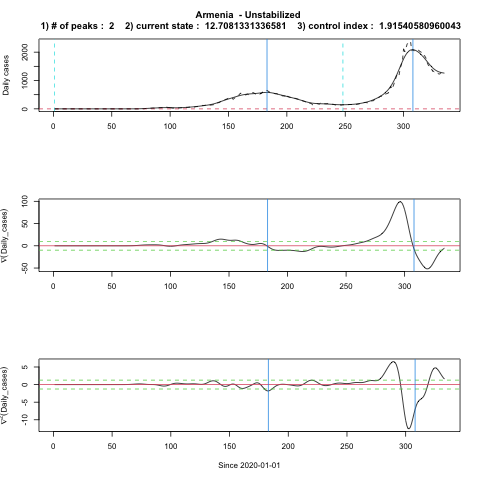 Armenia - Unstabilized
1) # of peaks : 2 2) current state : 12.7081331336581 3) control index : 1.91540580960043
Daily cases
2000
1000
0
0 50 100 150 200 250 300
∇(Daily_cases)
100
50
0
-50
0 50 100 150 200 250 300
∇²(Daily_cases)
5
0
-5
-10
0 50 100 150 200 250 300
Since 2020-01-01